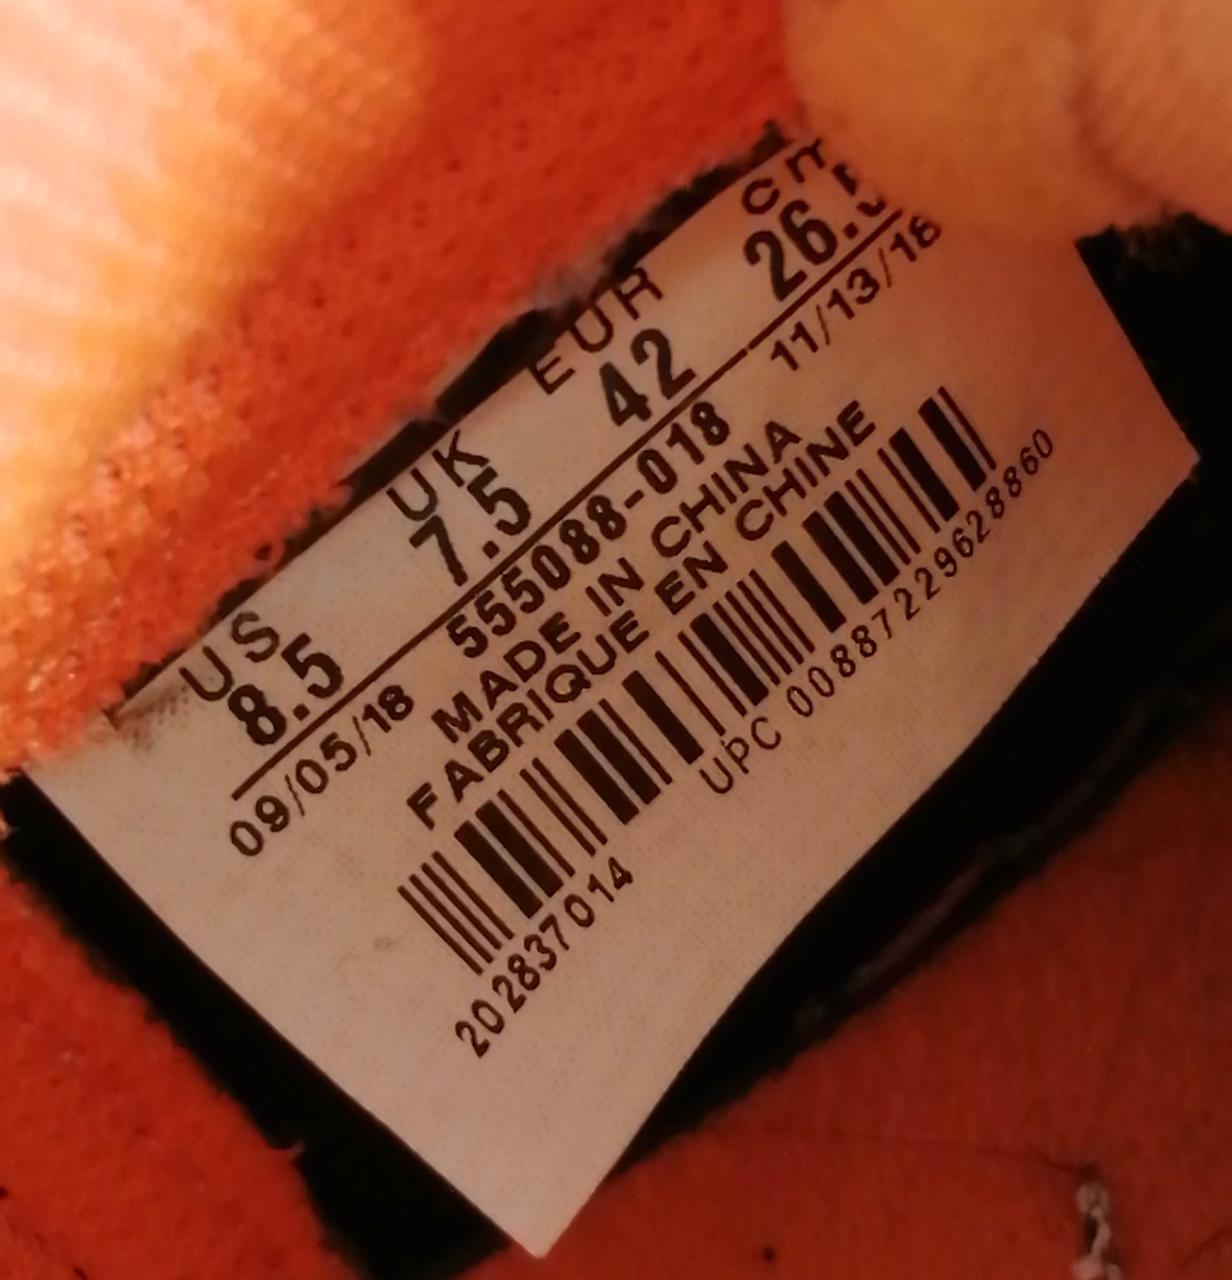 US UK EUR cm
8.5 7.5 42 26.5
09/05/18 555088-018 11/13/18
MADE IN CHINA
FABRIQUE EN CHINE
202837014 UPC 00887229628860